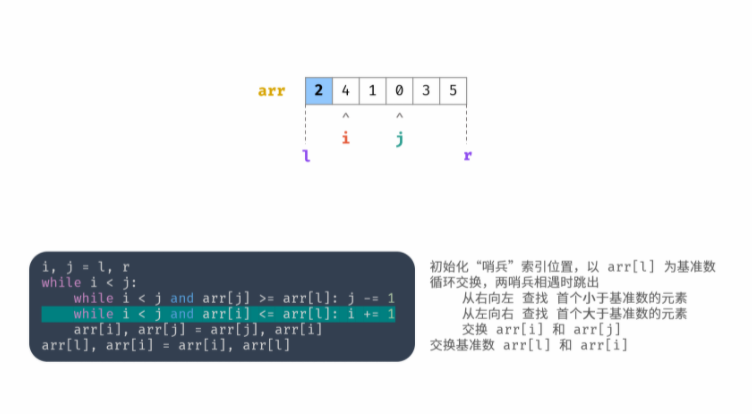 arr 2 4 1 0 3 5
^ ^
i j
l r
i, j = l, r
while i < j:
while i < j and arr[j] >= arr[l]: j -= 1
while i < j and arr[i] <= arr[l]: i += 1
arr[i], arr[j] = arr[j], arr[i]
arr[l], arr[i] = arr[i], arr[l]
初始化“哨兵”索引位置，以 arr[l] 为基准数
循环交换，两哨兵相遇时跳出
从右向左 查找 首个小于基准数的元素
从左向右 查找 首个大于基准数的元素
交换 arr[i] 和 arr[j]
交换基准数 arr[l] 和 arr[i]